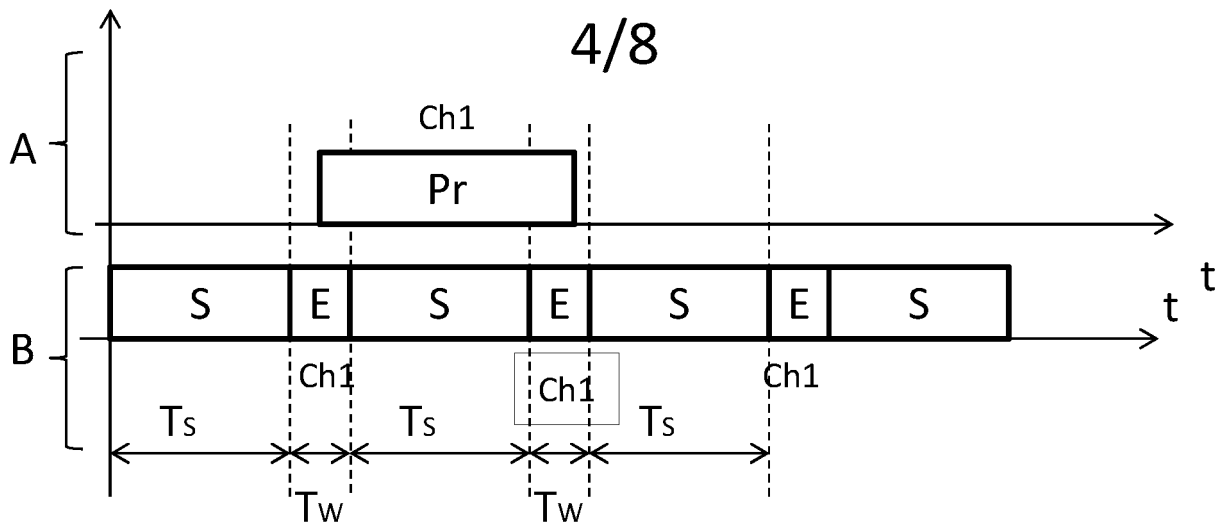 4/8
Ch1
A
Pr
t
B
S E S E S E S
t
Ch1 Ch1 Ch1
Ts Ts Ts
Tw Tw